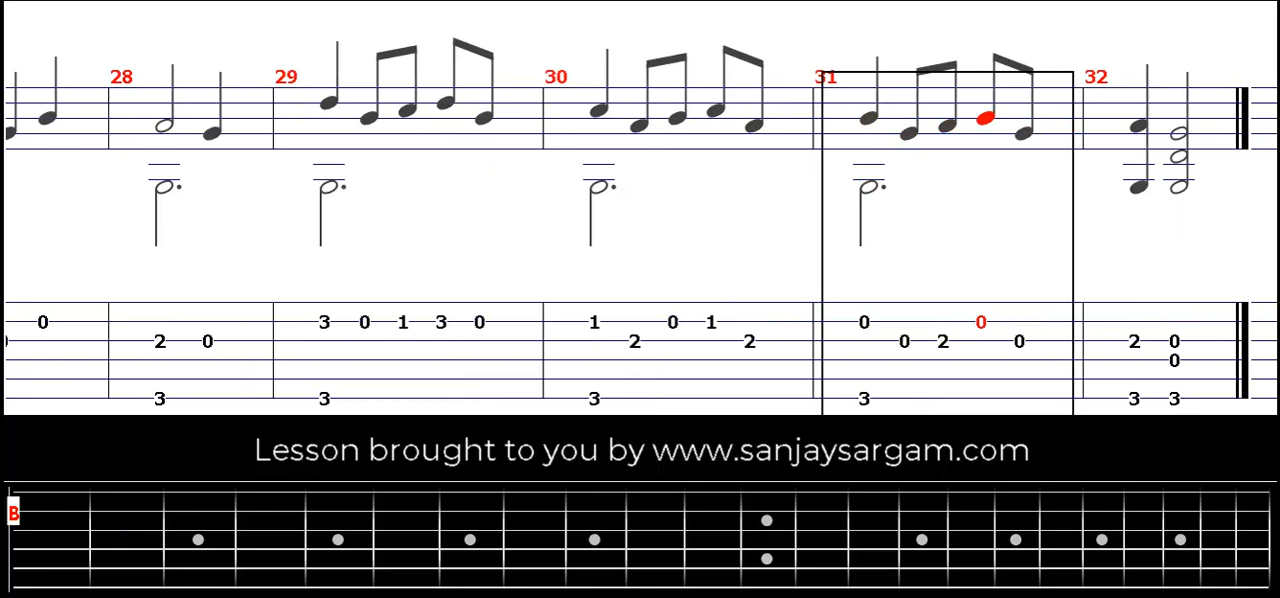 28 29 30 31 32
0 3 0 1 3 0 1 0 1 0 0
2 0 2 2 0 2 0 2 0
0
3 3 3 3 3 3
Lesson brought to you by www.sanjaysargam.com
B